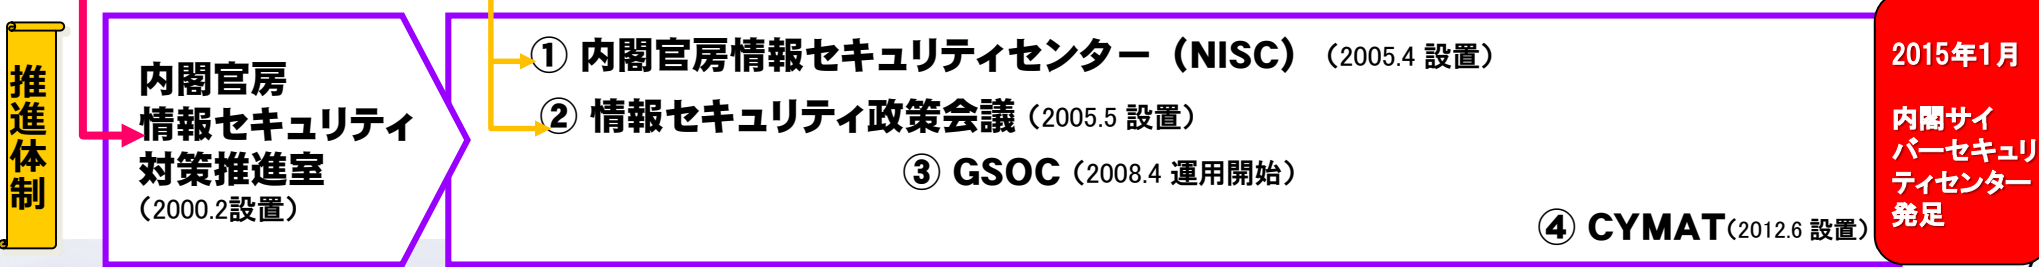 推進体制
内閣官房
情報セキュリティ
対策推進室
（2000.2設置）
① 内閣官房情報セキュリティセンター（NISC）（2005.4 設置）
② 情報セキュリティ政策会議（2005.5 設置）
③ GSOC（2008.4 運用開始）
④ CYMAT（2012.6 設置）
2015年1月
内閣サイ
バーセキュリ
ティセンター
発足